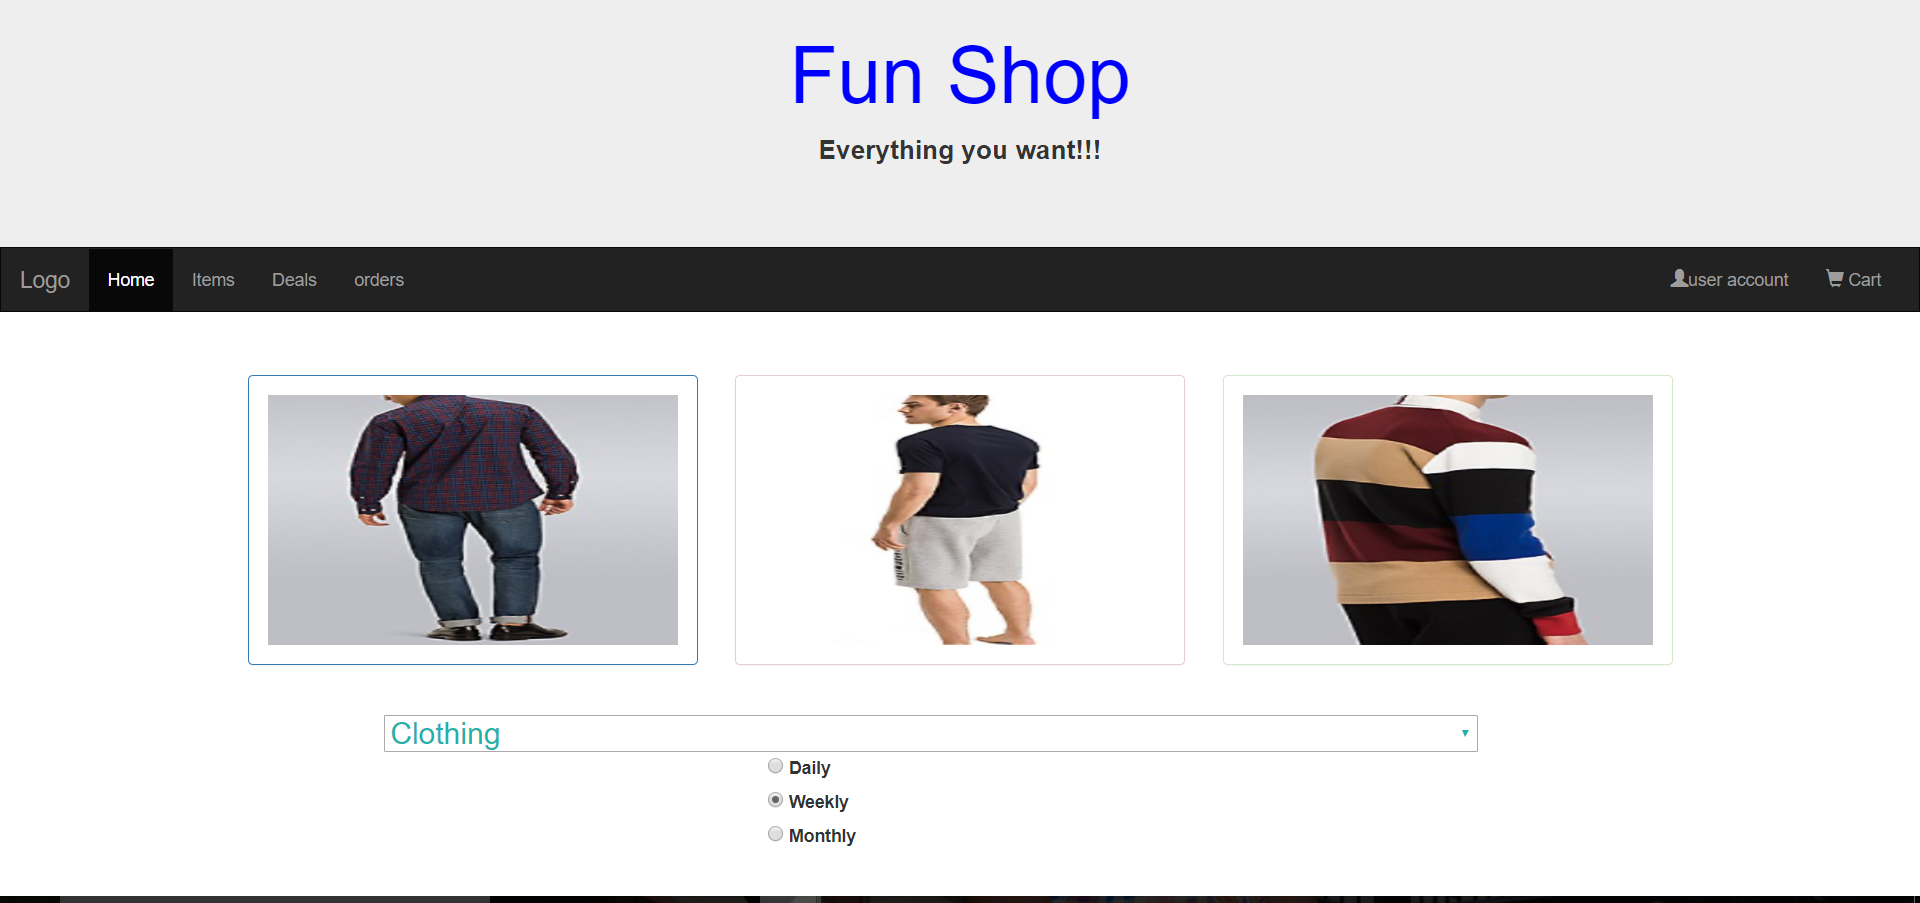 Fun Shop
Everything you want!!!
Logo Home Items Deals orders user account Cart
Clothing
Daily
Weekly
Monthly